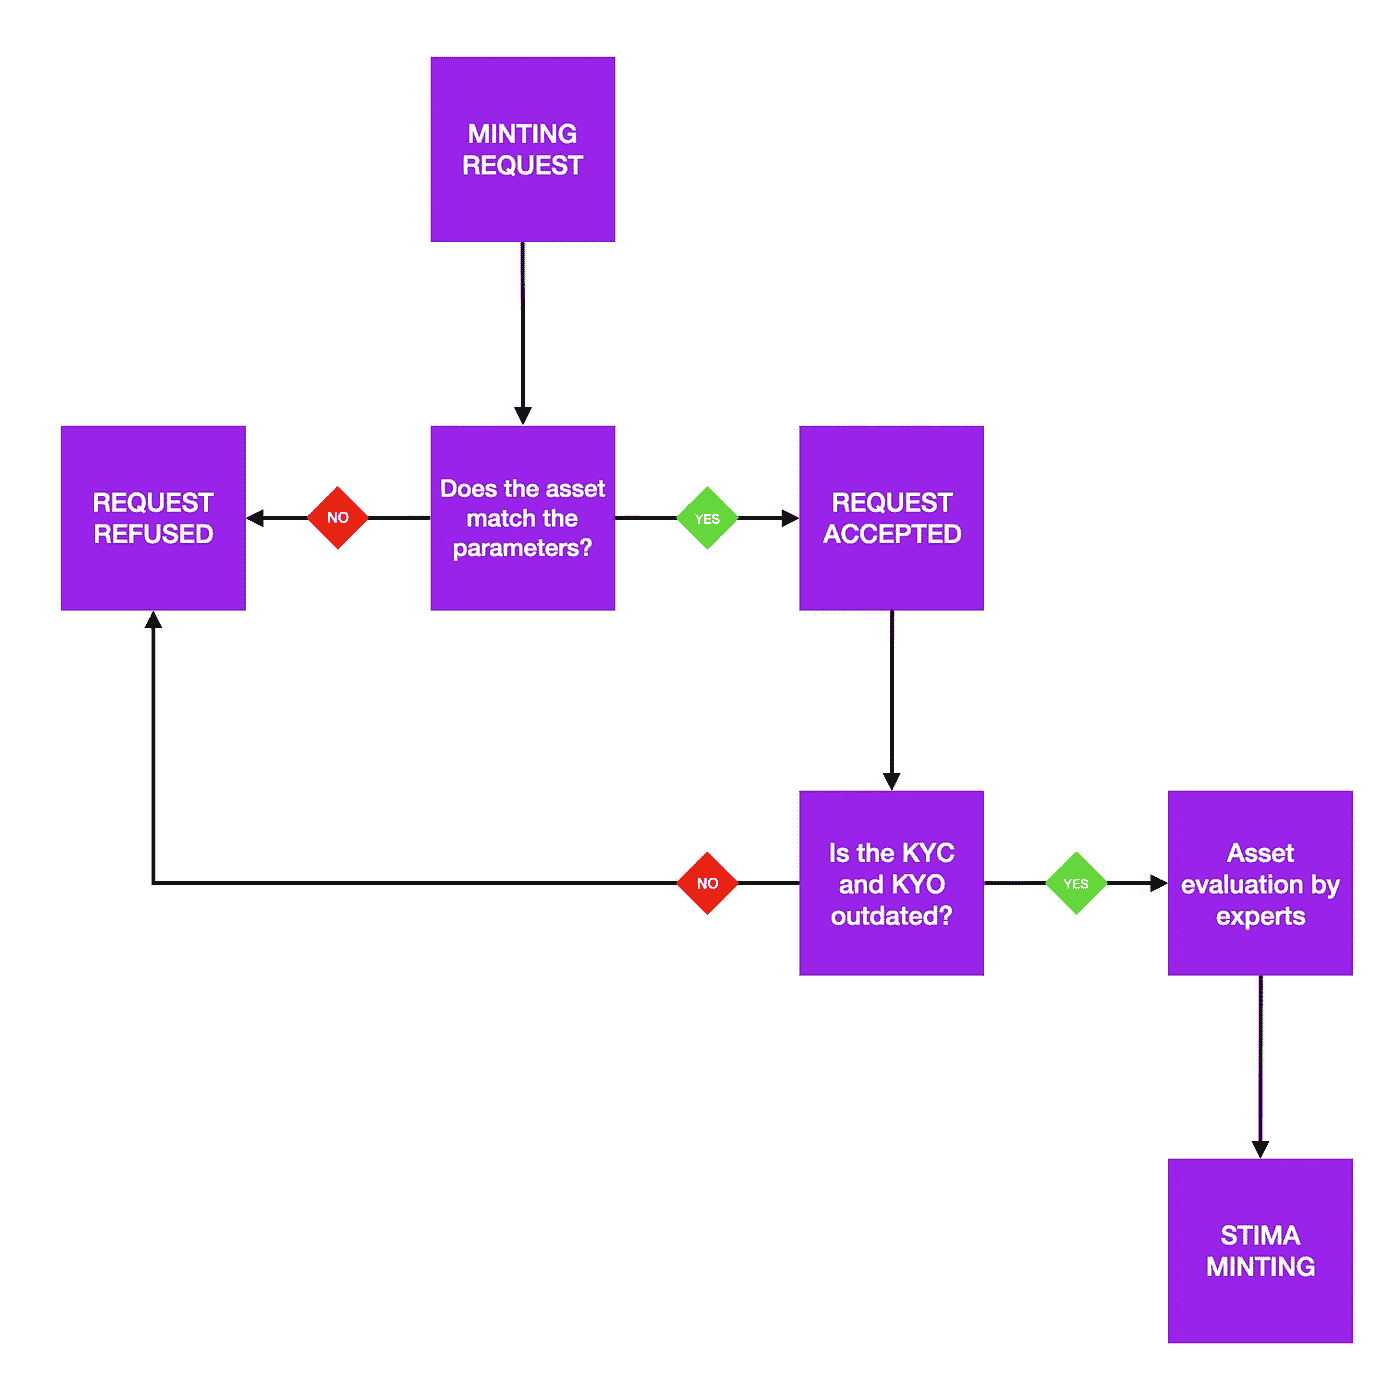 MINTING
REQUEST
REQUEST
REFUSED
NO
Does the asset
match the
parameters?
YES
REQUEST
ACCEPTED
NO
Is the KYC
and KYO
outdated?
YES
Asset
evaluation by
experts
STIMA
MINTING